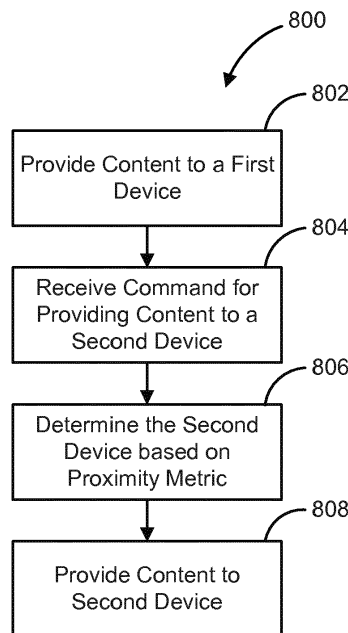 800
802
Provide Content to a First
Device
804
Receive Command for
Providing Content to a
Second Device
806
Determine the Second
Device based on
Proximity Metric
808
Provide Content to
Second Device